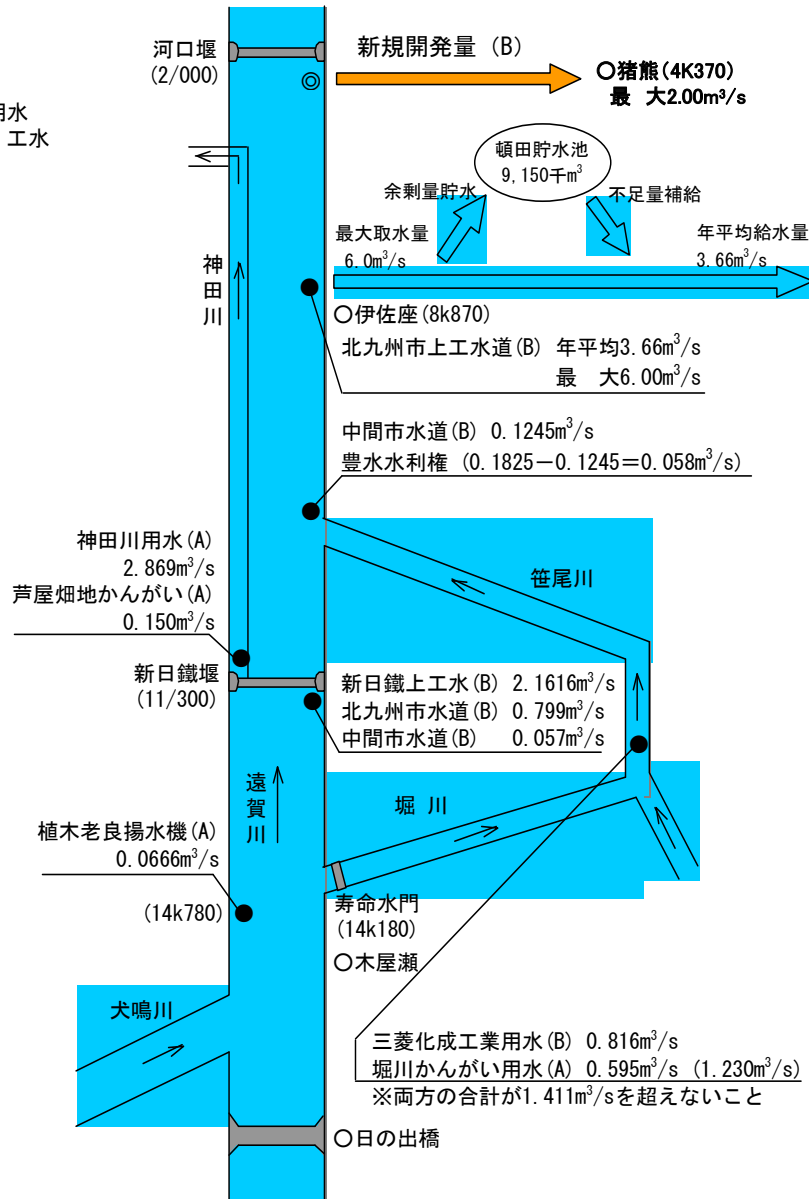 河口堰
(2/000)
新規開発量 (B)
◎
○猪熊(4K370)
最 大2.00m³/s
用水
工水
頓田貯水池
9,150千m³
余剰量貯水
不足量補給
最大取水量
6.0m³/s
年平均給水量
3.66m³/s
神田川
○伊佐座(8k870)
北九州市上工水道(B) 年平均3.66m³/s
最 大6.00m³/s
中間市水道(B) 0.1245m³/s
豊水水利権 (0.1825−0.1245＝0.058m³/s)
神田川用水(A)
2.869m³/s
芦屋畑地かんがい(A)
0.150m³/s
笹尾川
新日鐵堰
(11/300)
新日鐵上工水(B) 2.1616m³/s
北九州市水道(B) 0.799m³/s
中間市水道(B) 0.057m³/s
遠賀川
堀 川
植木老良揚水機(A)
0.0666m³/s
(14k780)
寿命水門
(14k180)
○木屋瀬
犬鳴川
三菱化成工業用水(B) 0.816m³/s
堀川かんがい用水(A) 0.595m³/s (1.230m³/s)
※両方の合計が1.411m³/sを超えないこと
○日の出橋